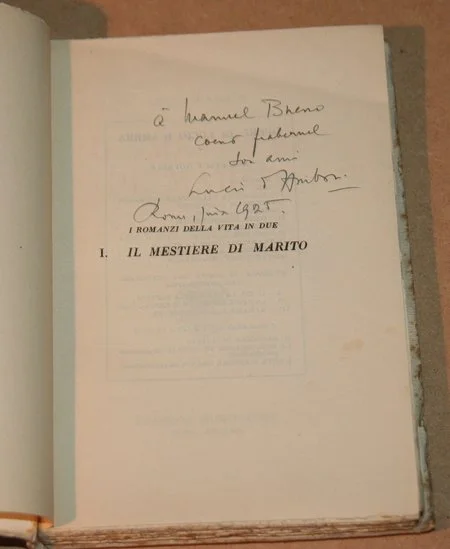 à Manuel Bueno
coeur fraternel
Son ami
Lucio d'Ambra.
Rome, juin 1925.
I ROMANZI DELLA VITA IN DUE
I. IL MESTIERE DI MARITO